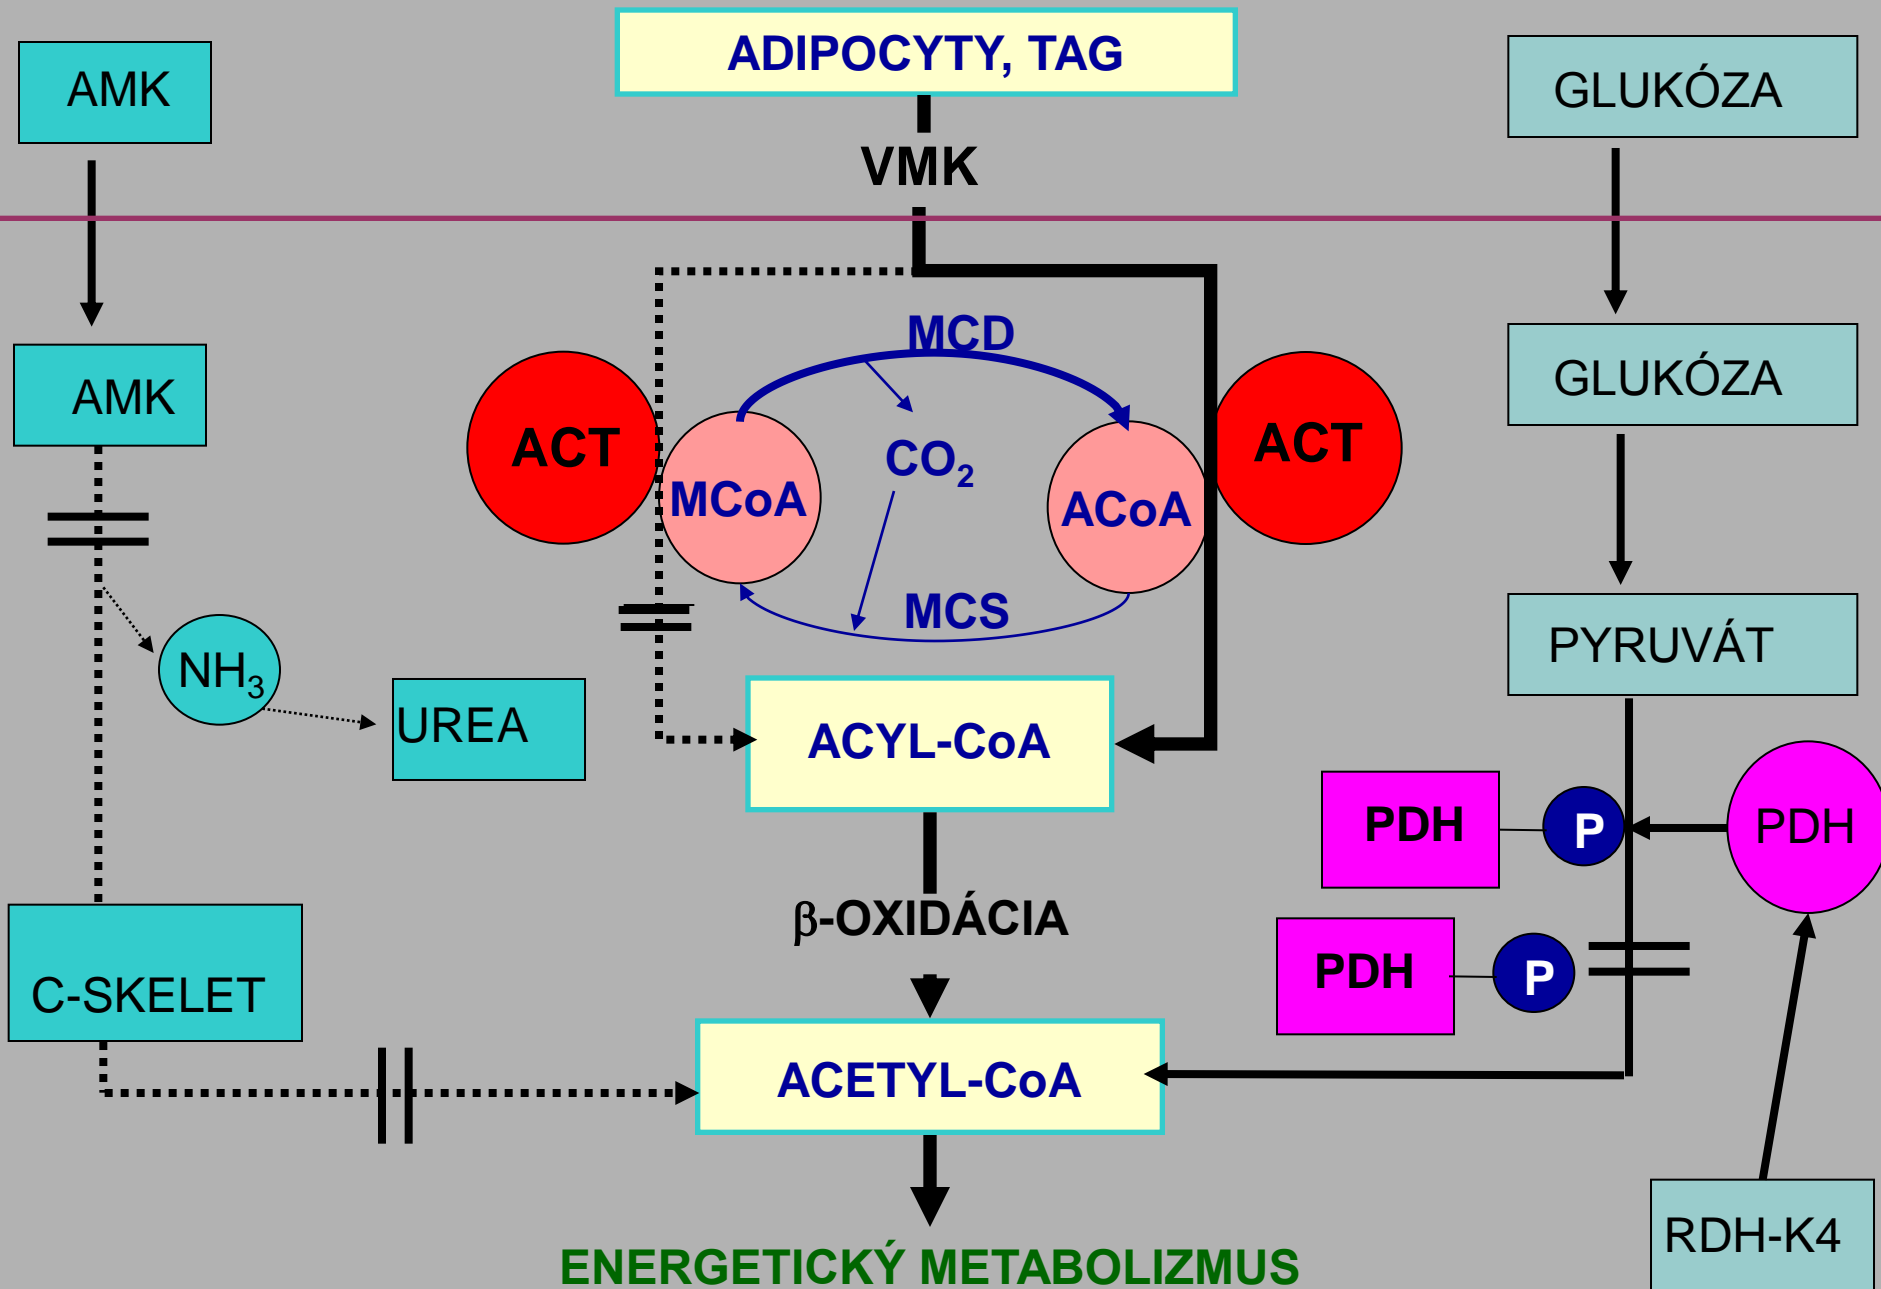 ADIPOCYTY, TAG
AMK
GLUKÓZA
VMK
MCD
AMK
GLUKÓZA
ACT
ACT
CO₂
MCoA
ACoA
MCS
PYRUVÁT
NH₃
UREA
ACYL-CoA
PDH
P
PDH
β-OXIDÁCIA
PDH
P
C-SKELET
ACETYL-CoA
RDH-K4
ENERGETICKÝ METABOLIZMUS